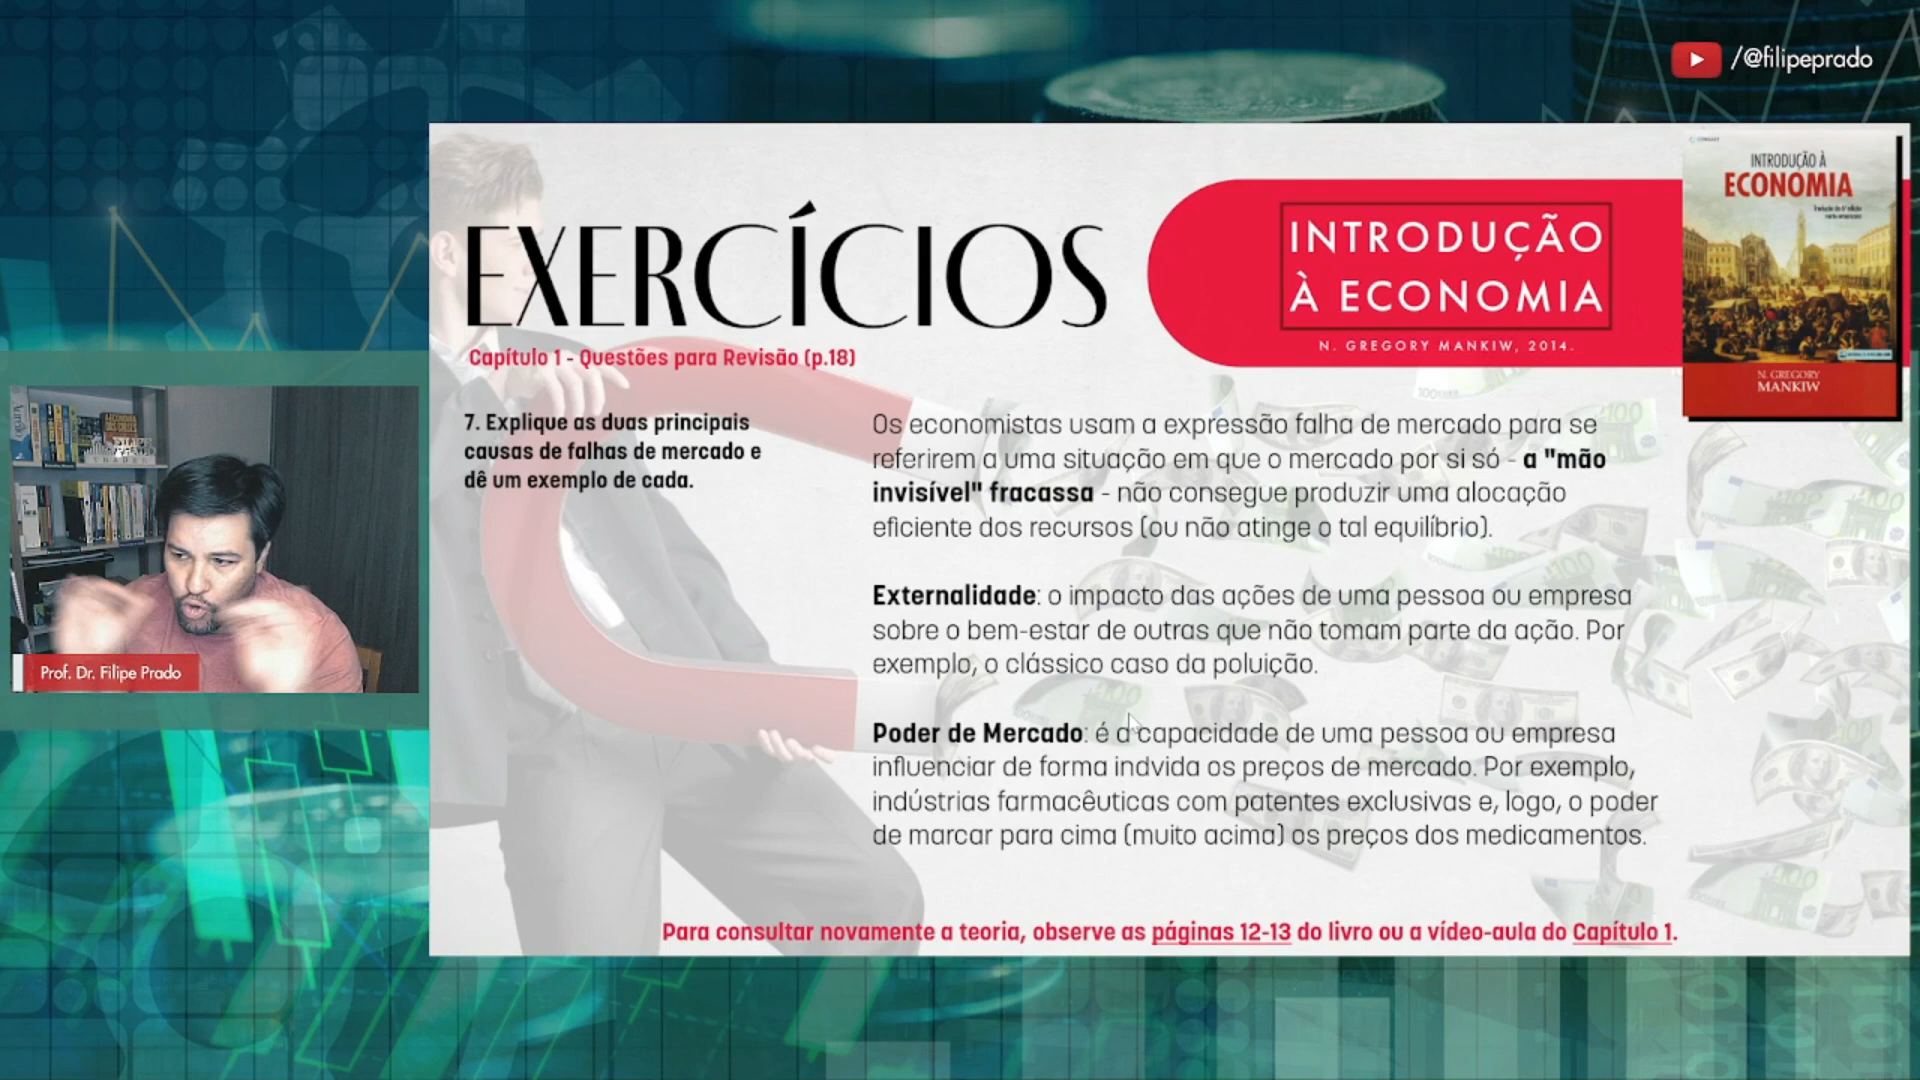 /@filipeprado
EXERCÍCIOS
Capítulo 1 - Questões para Revisão (p.18)
INTRODUÇÃO
À ECONOMIA
N. GREGORY MANKIW, 2014.
INTRODUÇÃO À
ECONOMIA
N. GREGORY
MANKIW
7. Explique as duas principais
causas de falhas de mercado e
dê um exemplo de cada.
Os economistas usam a expressão falha de mercado para se
referirem a uma situação em que o mercado por si só - a "mão
invisível" fracassa - não consegue produzir uma alocação
eficiente dos recursos (ou não atinge o tal equilíbrio).
Externalidade: o impacto das ações de uma pessoa ou empresa
sobre o bem-estar de outras que não tomam parte da ação. Por
exemplo, o clássico caso da poluição.
Poder de Mercado: é a capacidade de uma pessoa ou empresa
influenciar de forma indvida os preços de mercado. Por exemplo,
indústrias farmacêuticas com patentes exclusivas e, logo, o poder
de marcar para cima (muito acima) os preços dos medicamentos.
Para consultar novamente a teoria, observe as páginas 12-13 do livro ou a vídeo-aula do Capítulo 1.
Prof. Dr. Filipe Prado